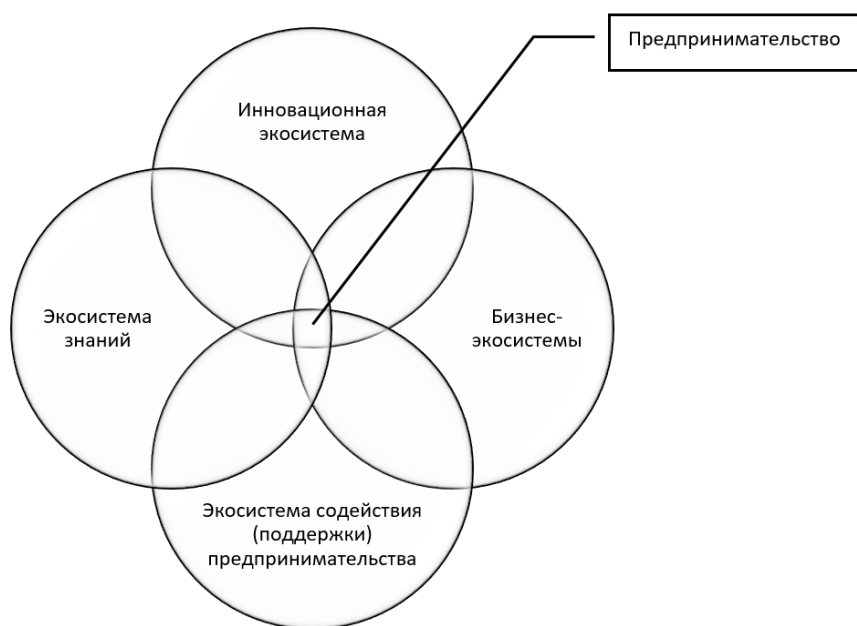 Предпринимательство
Инновационная
экосистема
Экосистема
знаний
Бизнес-
экосистемы
Экосистема содействия
(поддержки)
предпринимательства